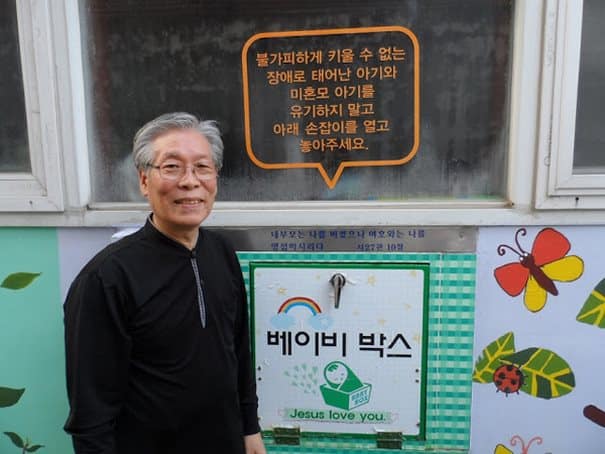 불가피하게 키울 수 없는
장애로 태어난 아기와
미혼모 아기를
유기하지 말고
아래 손잡이를 열고
놓아주세요.
내 부모는 나를 버렸으나 여호와는 나를
영접하시리다 시27편 10절
베이비 박스
BABY
BOX
Jesus love you.